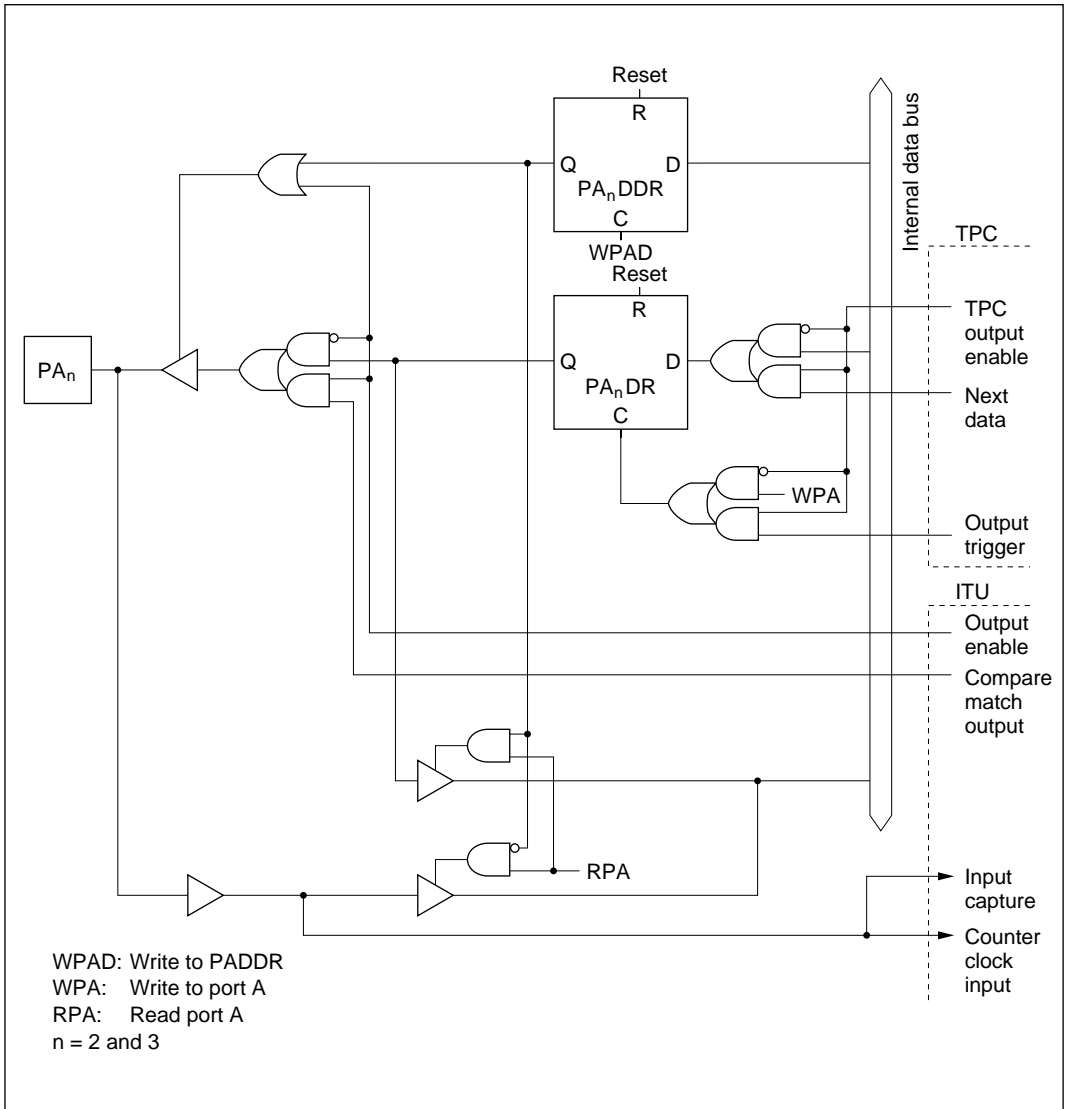 Reset
R
Q
D
PAnDDR
C
WPAD
Internal data bus
TPC
Reset
R
TPC
output
enable
PAn
Q
D
PAnDR
Next
data
C
WPA
Output
trigger
ITU
Output
enable
Compare
match
output
RPA
Input
capture
Counter
clock
input
WPAD: Write to PADDR
WPA: Write to port A
RPA: Read port A
n = 2 and 3